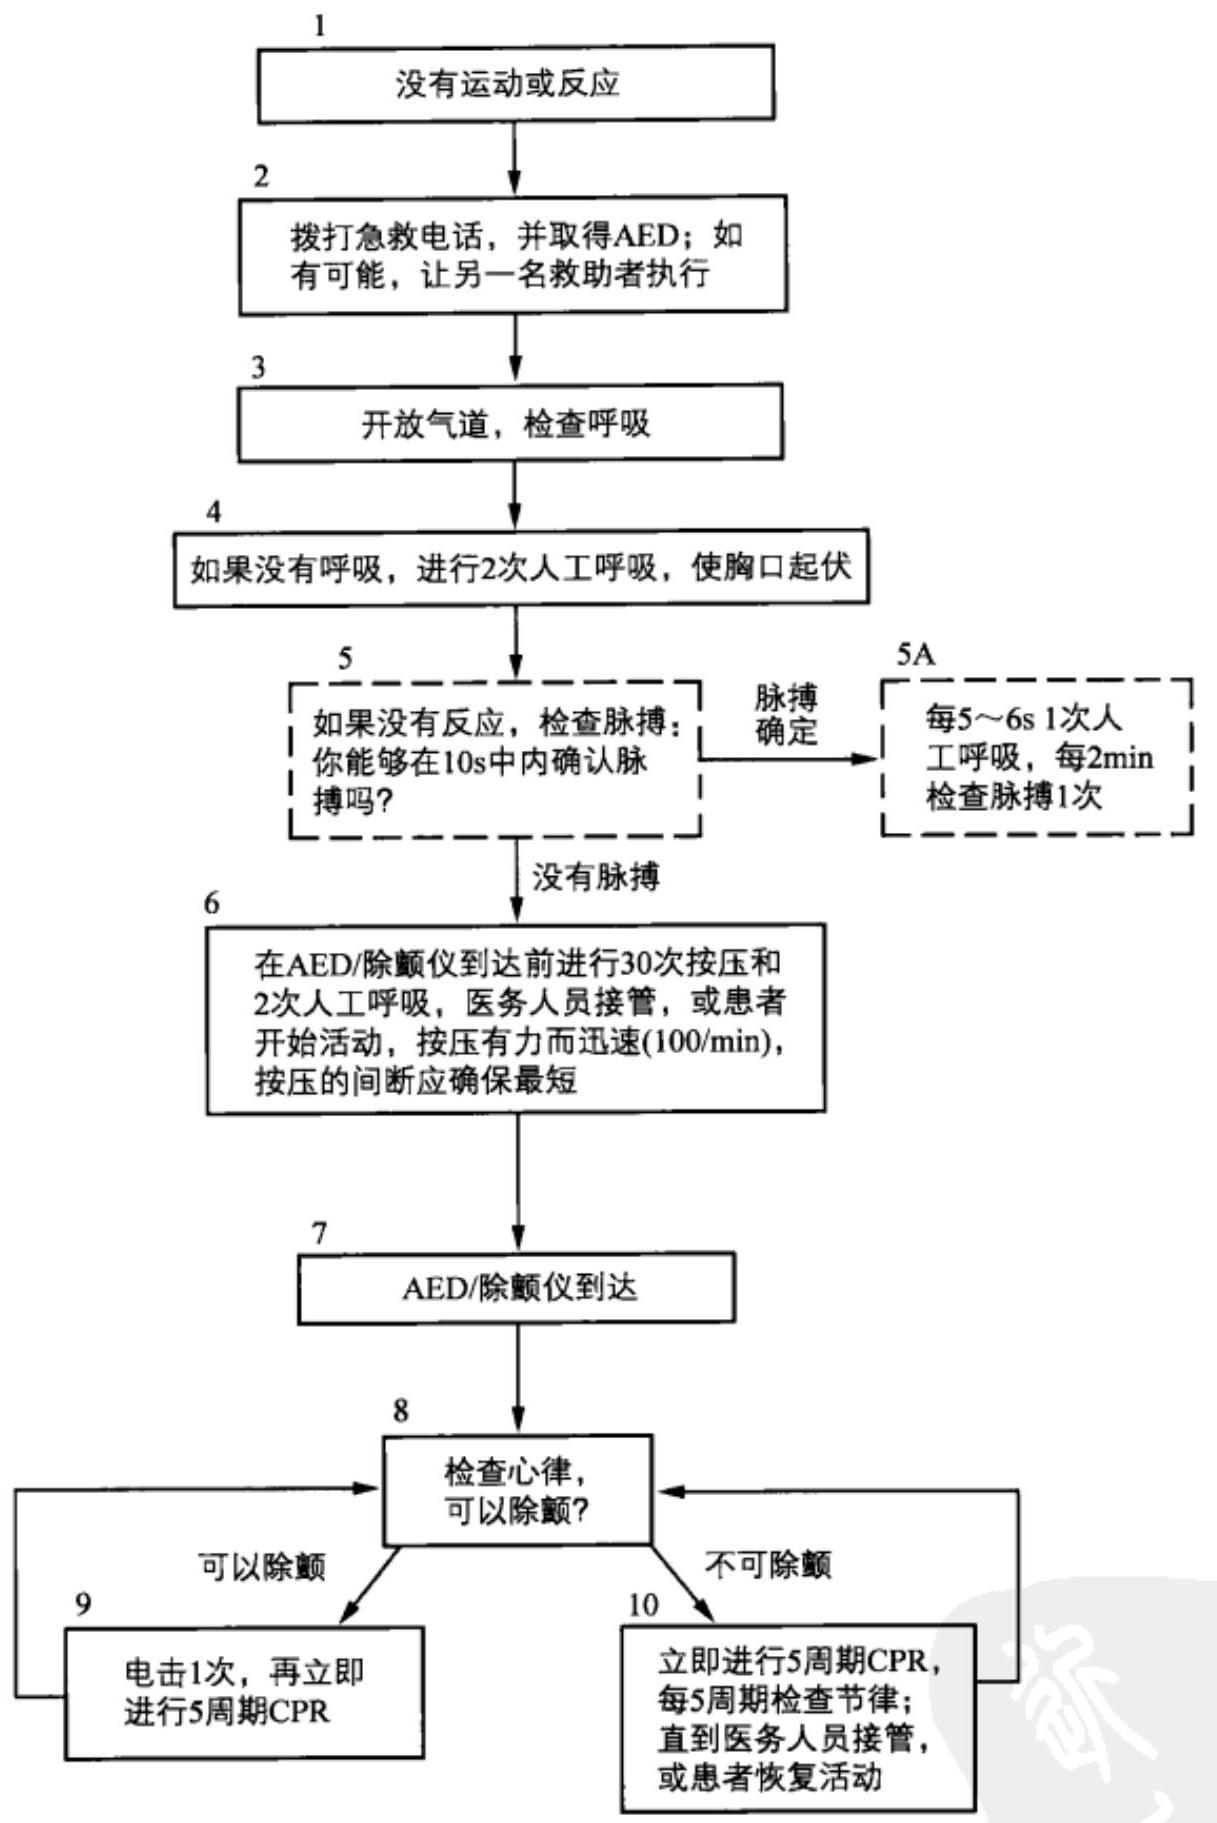 1
没有运动或反应
2
拨打急救电话，并取得AED；如
有可能，让另一名救助者执行
3
开放气道，检查呼吸
4
如果没有呼吸，进行2次人工呼吸，使胸口起伏
5
如果没有反应，检查脉搏：
你能够在10s中内确认脉
搏吗？
脉搏
确定
5A
每5～6s 1次人
工呼吸，每2min
检查脉搏1次
没有脉搏
6
在AED/除颤仪到达前进行30次按压和
2次人工呼吸，医务人员接管，或患者
开始活动，按压有力而迅速(100/min)，
按压的间断应确保最短
7
AED/除颤仪到达
8
检查心律，
可以除颤？
可以除颤
不可除颤
9
电击1次，再立即
进行5周期CPR
10
立即进行5周期CPR，
每5周期检查节律；
直到医务人员接管，
或患者恢复活动